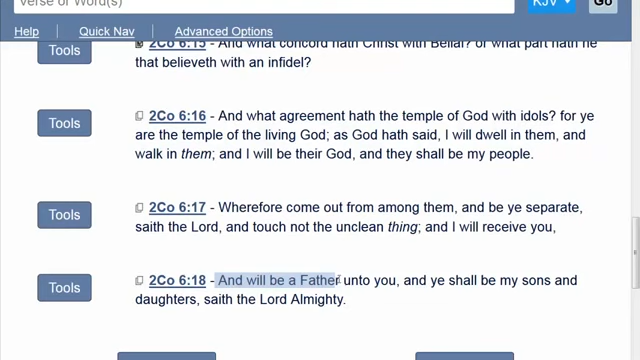 Verse or Word(s)
KJV
Go
Help | Quick Nav | Advanced Options
Tools
2Co 6:15 - And what concord hath Christ with Belial? or what part hath he
that believeth with an infidel?
Tools
2Co 6:16 - And what agreement hath the temple of God with idols? for ye
are the temple of the living God; as God hath said, I will dwell in them, and
walk in them; and I will be their God, and they shall be my people.
Tools
2Co 6:17 - Wherefore come out from among them, and be ye separate,
saith the Lord, and touch not the unclean thing; and I will receive you,
Tools
2Co 6:18 - And will be a Father unto you, and ye shall be my sons and
daughters, saith the Lord Almighty.